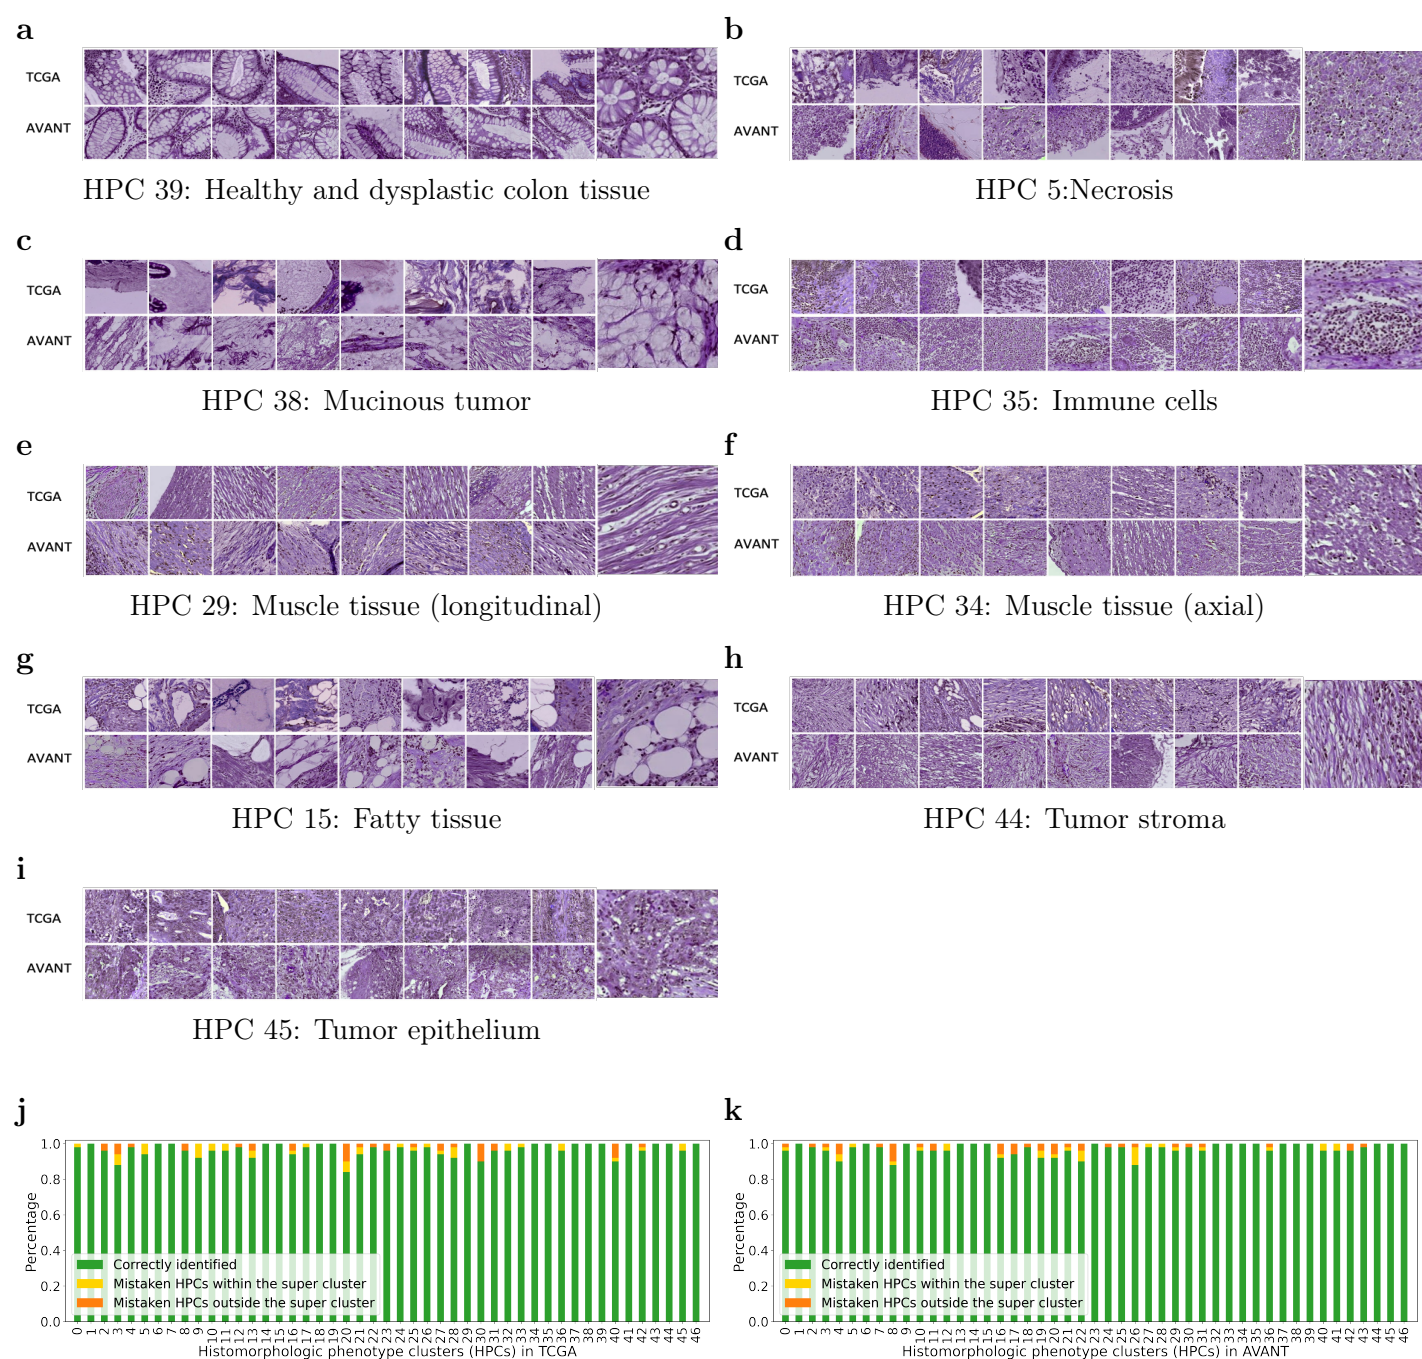 a
TCGA
AVANT
HPC 39: Healthy and dysplastic colon tissue
b
TCGA
AVANT
HPC 5:Necrosis
c
TCGA
AVANT
HPC 38: Mucinous tumor
d
TCGA
AVANT
HPC 35: Immune cells
e
TCGA
AVANT
HPC 29: Muscle tissue (longitudinal)
f
TCGA
AVANT
HPC 34: Muscle tissue (axial)
g
TCGA
AVANT
HPC 15: Fatty tissue
h
TCGA
AVANT
HPC 44: Tumor stroma
i
TCGA
AVANT
HPC 45: Tumor epithelium
j
Percentage
1.0
0.8
0.6
0.4
0.2
0.0
Correctly identified
Mistaken HPCs within the super cluster
Mistaken HPCs outside the super cluster
0 1 2 3 4 5 6 7 8 9 10 11 12 13 14 15 16 17 18 19 20 21 22 23 24 25 26 27 28 29 30 31 32 33 34 35 36 37 38 39 40 41 42 43 44 45 46
Histomorphologic phenotype clusters (HPCs) in TCGA
k
Percentage
1.0
0.8
0.6
0.4
0.2
0.0
Correctly identified
Mistaken HPCs within the super cluster
Mistaken HPCs outside the super cluster
0 1 2 3 4 5 6 7 8 9 10 11 12 13 14 15 16 17 18 19 20 21 22 23 24 25 26 27 28 29 30 31 32 33 34 35 36 37 38 39 40 41 42 43 44 45 46
Histomorphologic phenotype clusters (HPCs) in AVANT